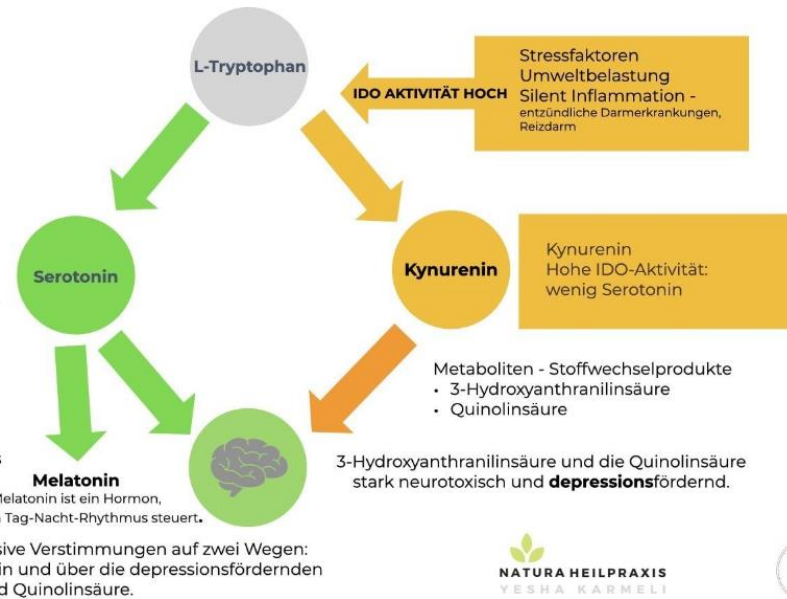 L-Tryptophan
IDO AKTIVITÄT HOCH
Stressfaktoren
Umweltbelastung
Silent Inflammation -
entzündliche Darmerkrankungen,
Reizdarm
Serotonin
Kynurenin
Kynurenin
Hohe IDO-Aktivität:
wenig Serotonin
Metaboliten - Stoffwechselprodukte
• 3-Hydroxyanthranilinsäure
• Quinolinsäure
3-Hydroxyanthranilinsäure und die Quinolinsäure
stark neurotoxisch und depressionsfördernd.
Melatonin
Melatonin ist ein Hormon,
Tag-Nacht-Rhythmus steuert.
sive Verstimmungen auf zwei Wegen:
in und über die depressionsfördernden
d Quinolinsäure.
NATURA HEILPRAXIS
YESHA KARMELI